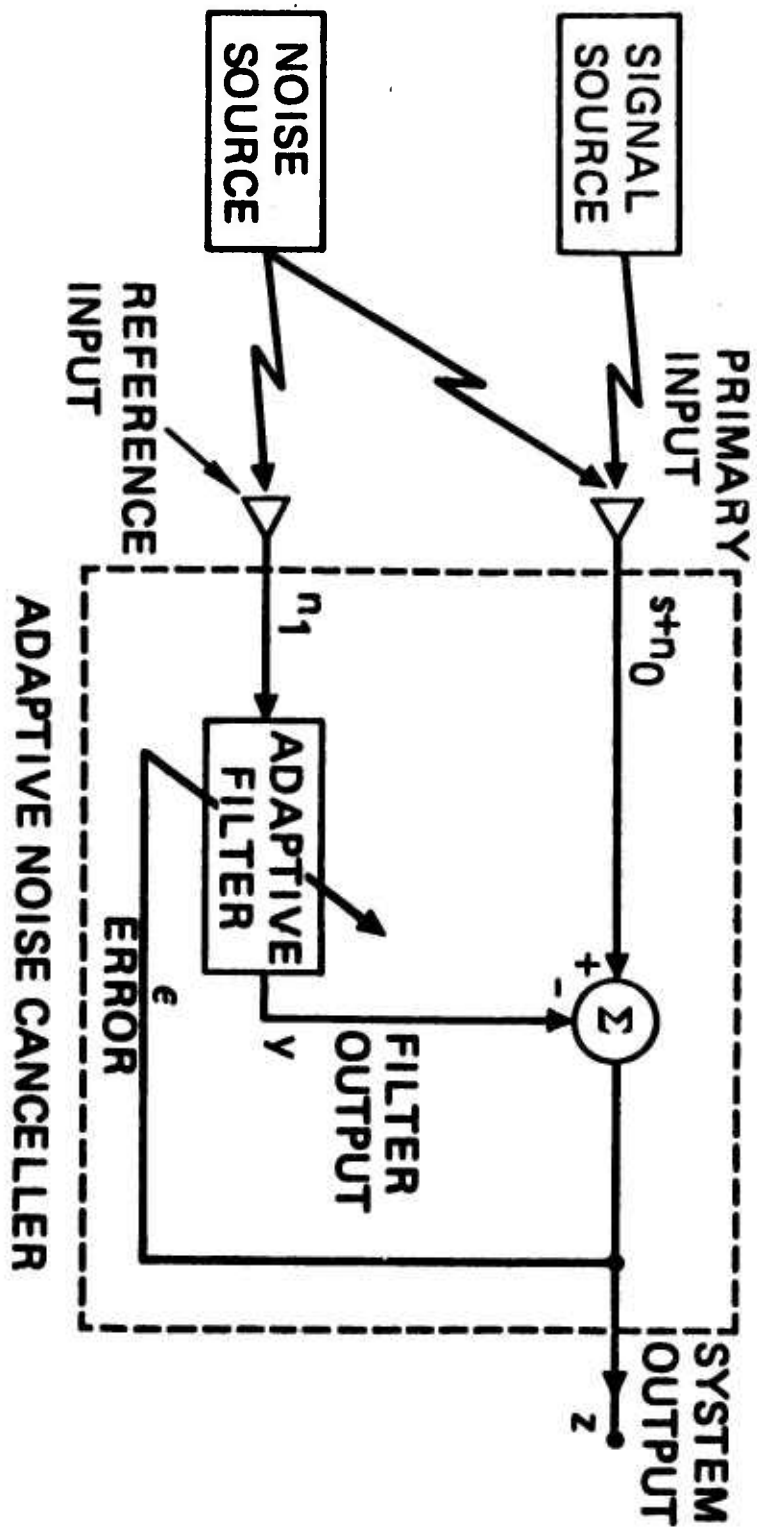 SIGNAL
SOURCE
PRIMARY
INPUT
s+n0
+
-
Σ
SYSTEM
OUTPUT
z
NOISE
SOURCE
REFERENCE
INPUT
n1
ADAPTIVE
FILTER
FILTER
OUTPUT
y
ϵ
ERROR
ADAPTIVE NOISE CANCELLER